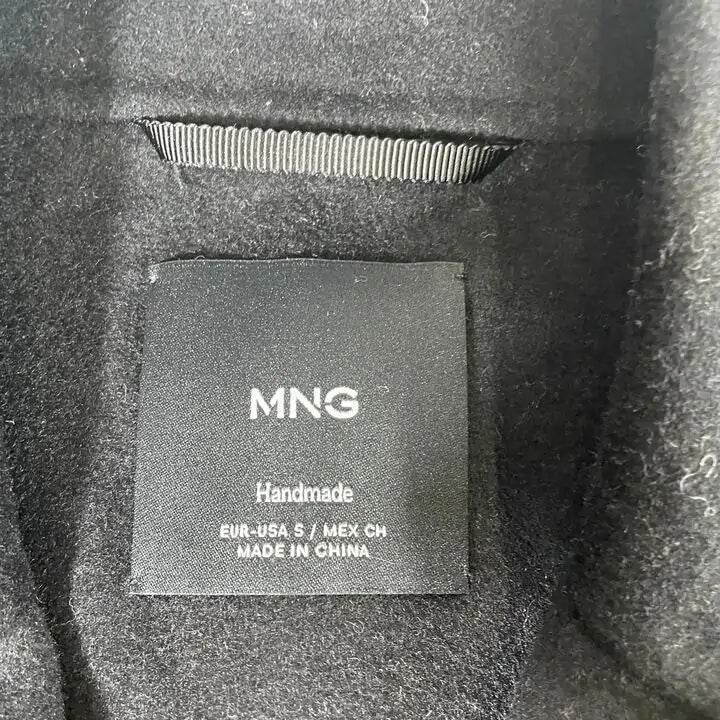 MNG
Handmade
EUR-USA S / MEX CH
MADE IN CHINA